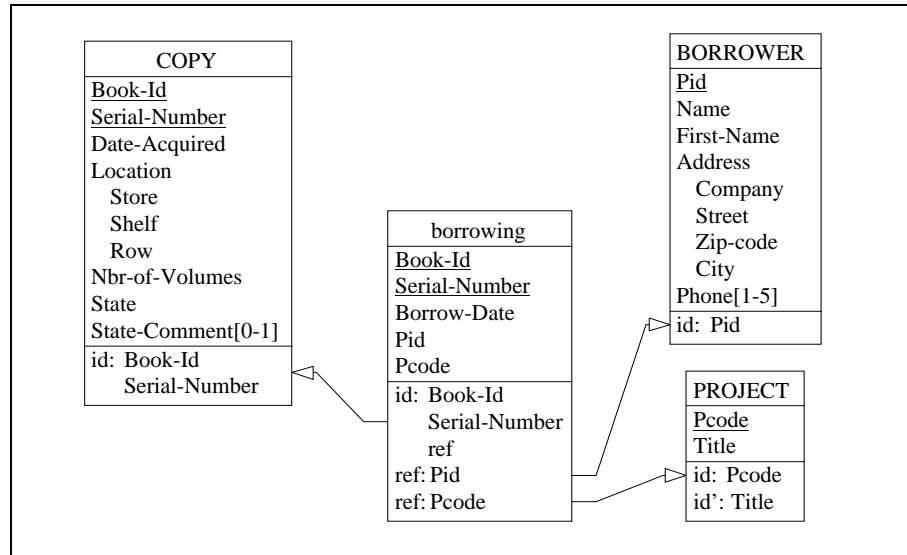 COPY
Book-Id
Serial-Number
Date-Acquired
Location
Store
Shelf
Row
Nbr-of-Volumes
State
State-Comment[0-1]
id: Book-Id
Serial-Number
borrowing
Book-Id
Serial-Number
Borrow-Date
Pid
Pcode
id: Book-Id
Serial-Number
ref
ref: Pid
ref: Pcode
BORROWER
Pid
Name
First-Name
Address
Company
Street
Zip-code
City
Phone[1-5]
id: Pid
PROJECT
Pcode
Title
id: Pcode
id’: Title